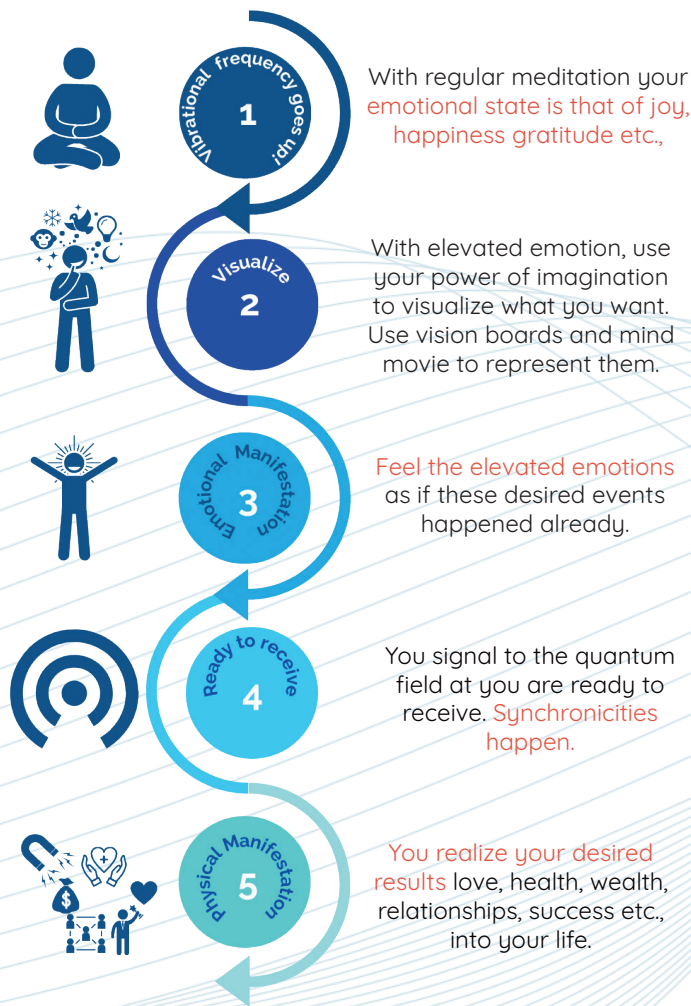 Vibrational frequency goes up!
1
With regular meditation your
emotional state is that of joy,
happiness gratitude etc.,
Visualize
2
With elevated emotion, use
your power of imagination
to visualize what you want.
Use vision boards and mind
movie to represent them.
Emotional Manifestation
3
Feel the elevated emotions
as if these desired events
happened already.
Ready to receive
4
You signal to the quantum
field at you are ready to
receive. Synchronicities
happen.
Physical Manifestation
5
$
You realize your desired
results love, health, wealth,
relationships, success etc.,
into your life.